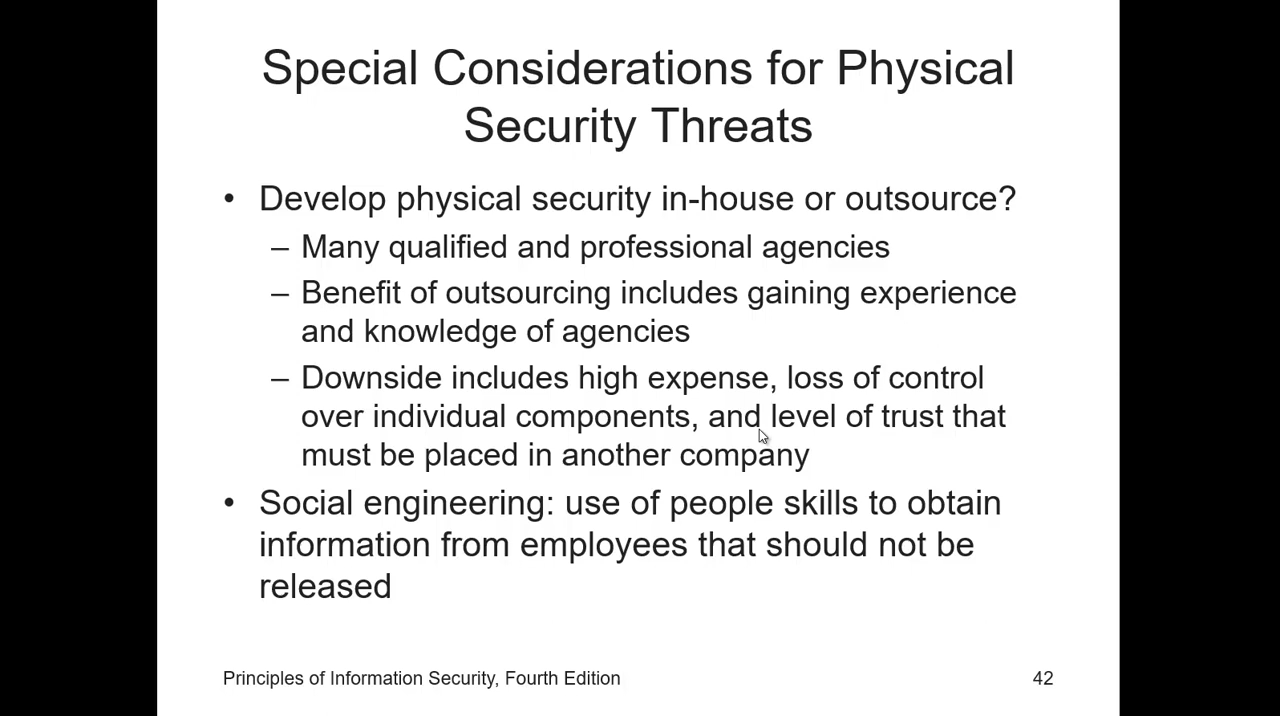 Special Considerations for Physical
Security Threats
• Develop physical security in-house or outsource?
– Many qualified and professional agencies
– Benefit of outsourcing includes gaining experience
and knowledge of agencies
– Downside includes high expense, loss of control
over individual components, and level of trust that
must be placed in another company
• Social engineering: use of people skills to obtain
information from employees that should not be
released
Principles of Information Security, Fourth Edition 42